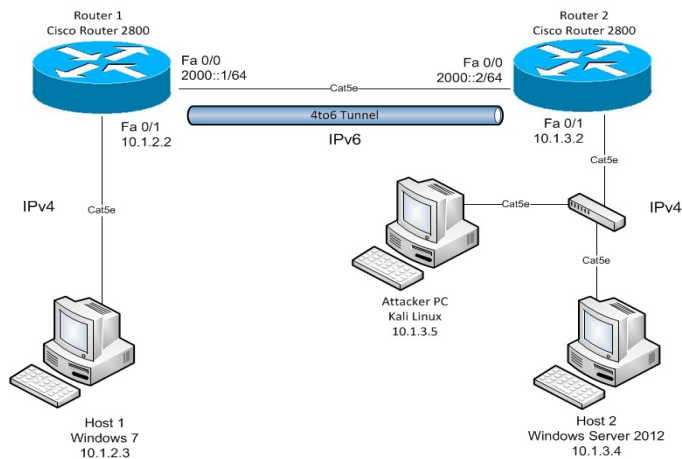 Router 1
Cisco Router 2800
Router 2
Cisco Router 2800
Fa 0/0
2000::1/64
Fa 0/0
2000::2/64
Cat5e
4to6 Tunnel
IPv6
Fa 0/1
10.1.2.2
Fa 0/1
10.1.3.2
Cat5e
IPv4
Cat5e
Cat5e
IPv4
Cat5e
Attacker PC
Kali Linux
10.1.3.5
Host 1
Windows 7
10.1.2.3
Host 2
Windows Server 2012
10.1.3.4